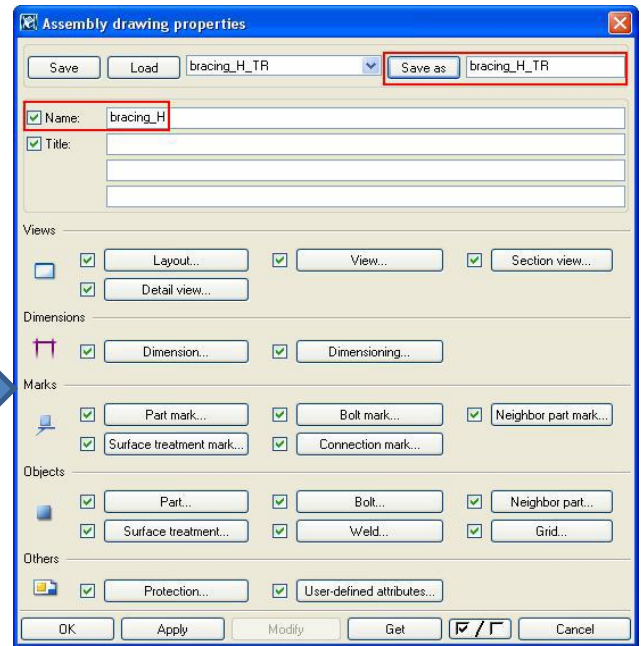 Assembly drawing properties
Save Load bracing_H_TR Save as bracing_H_TR
Name: bracing_H
Title:
Views
Layout... View... Section view...
Detail view...
Dimensions
Dimension... Dimensioning...
Marks
Part mark... Bolt mark... Neighbor part mark...
Surface treatment mark... Connection mark...
Objects
Part... Bolt... Neighbor part...
Surface treatment... Weld... Grid...
Others
Protection... User-defined attributes...
OK Apply Modify Get / Cancel